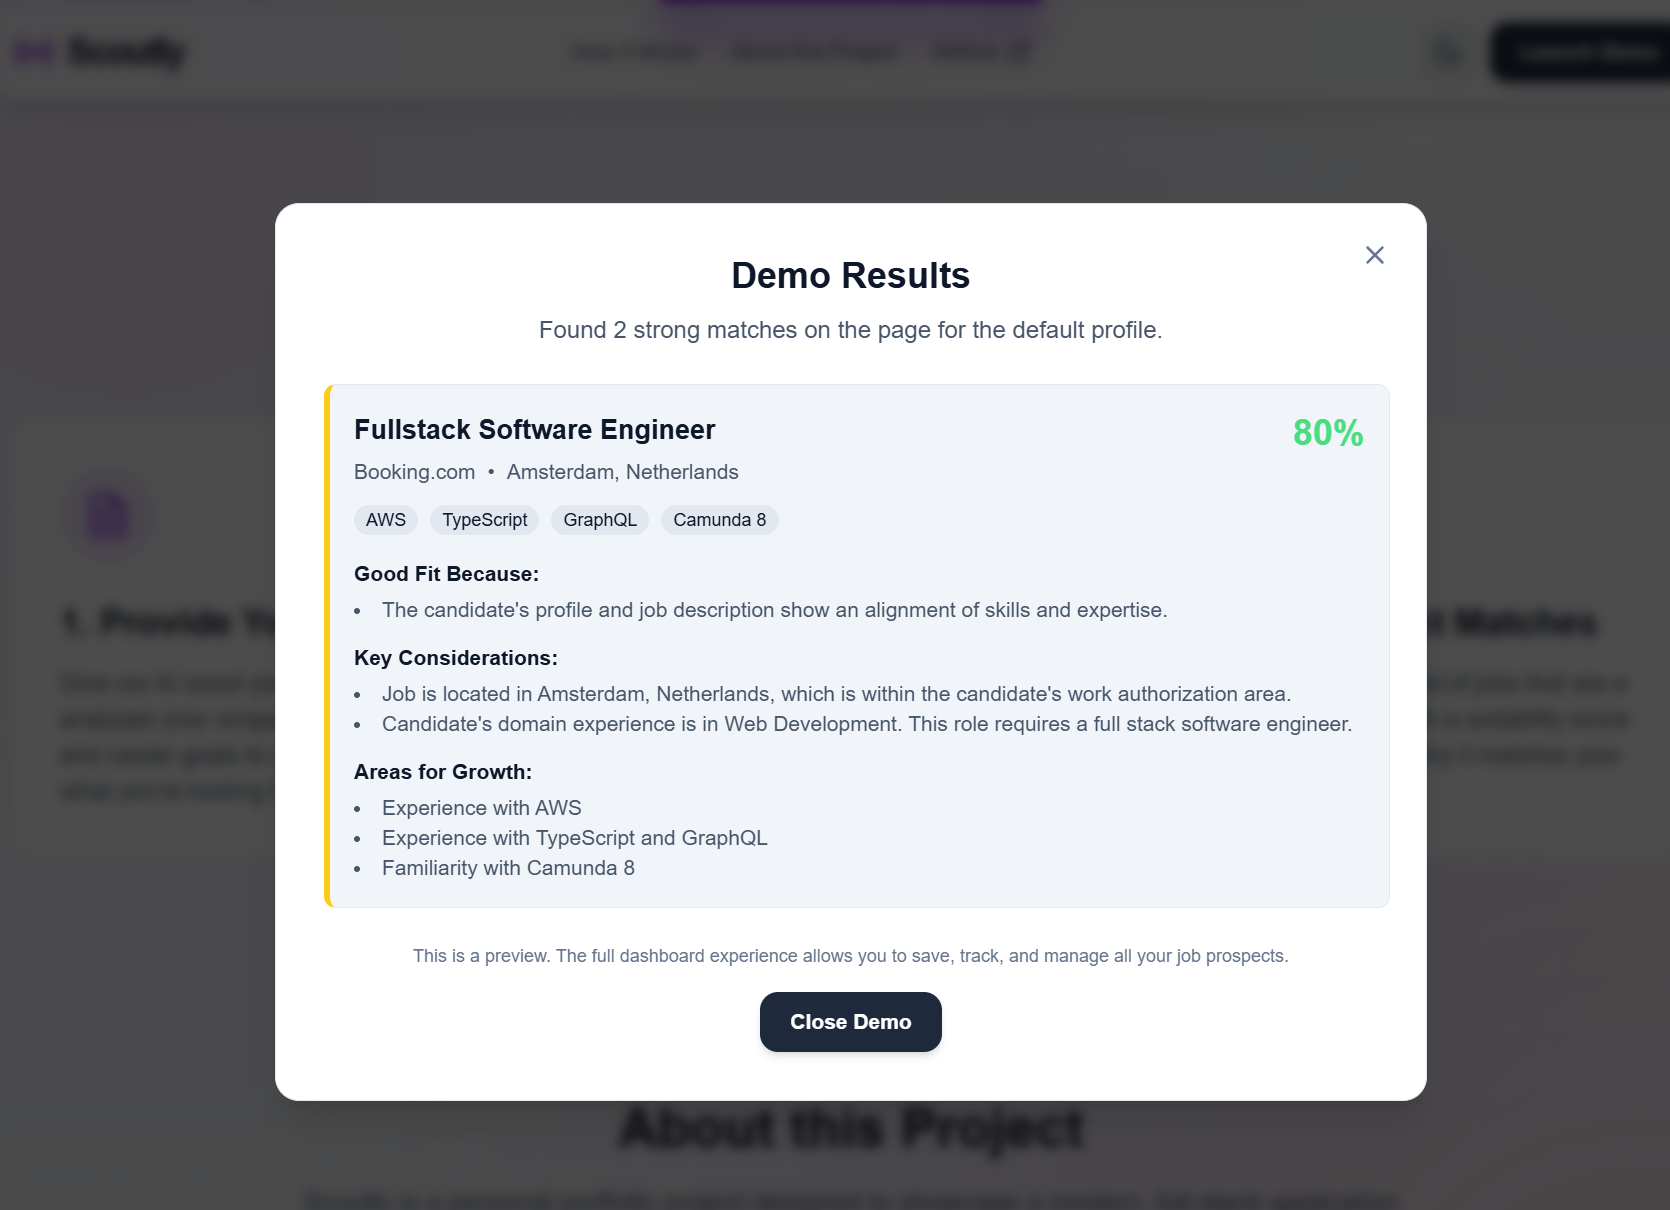 Scoutly
Demo Results
Found 2 strong matches on the page for the default profile.
Fullstack Software Engineer
80%
Booking.com • Amsterdam, Netherlands
AWS TypeScript GraphQL Camunda 8
Good Fit Because:
• The candidate's profile and job description show an alignment of skills and expertise.
Key Considerations:
• Job is located in Amsterdam, Netherlands, which is within the candidate's work authorization area.
• Candidate's domain experience is in Web Development. This role requires a full stack software engineer.
Areas for Growth:
• Experience with AWS
• Experience with TypeScript and GraphQL
• Familiarity with Camunda 8
This is a preview. The full dashboard experience allows you to save, track, and manage all your job prospects.
Close Demo
1. Provide
Matches
About this Project